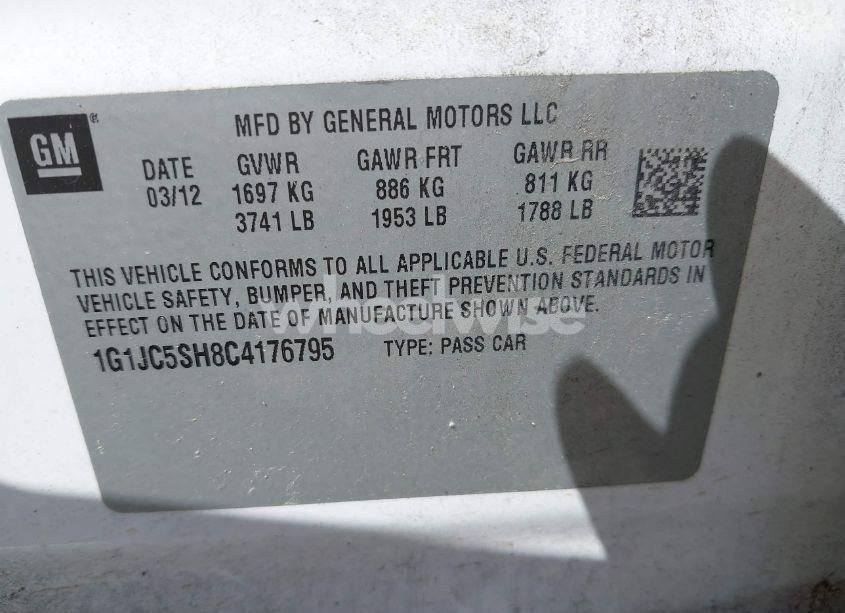 GM®
MFD BY GENERAL MOTORS LLC
DATE GVWR GAWR FRT GAWR RR
03/12 1697 KG 886 KG 811 KG
3741 LB 1953 LB 1788 LB
THIS VEHICLE CONFORMS TO ALL APPLICABLE U.S. FEDERAL MOTOR
VEHICLE SAFETY, BUMPER, AND THEFT PREVENTION STANDARDS IN
EFFECT ON THE DATE OF MANUFACTURE SHOWN ABOVE.
1G1JC5SH8C4176795 TYPE: PASS CAR
wheelwise